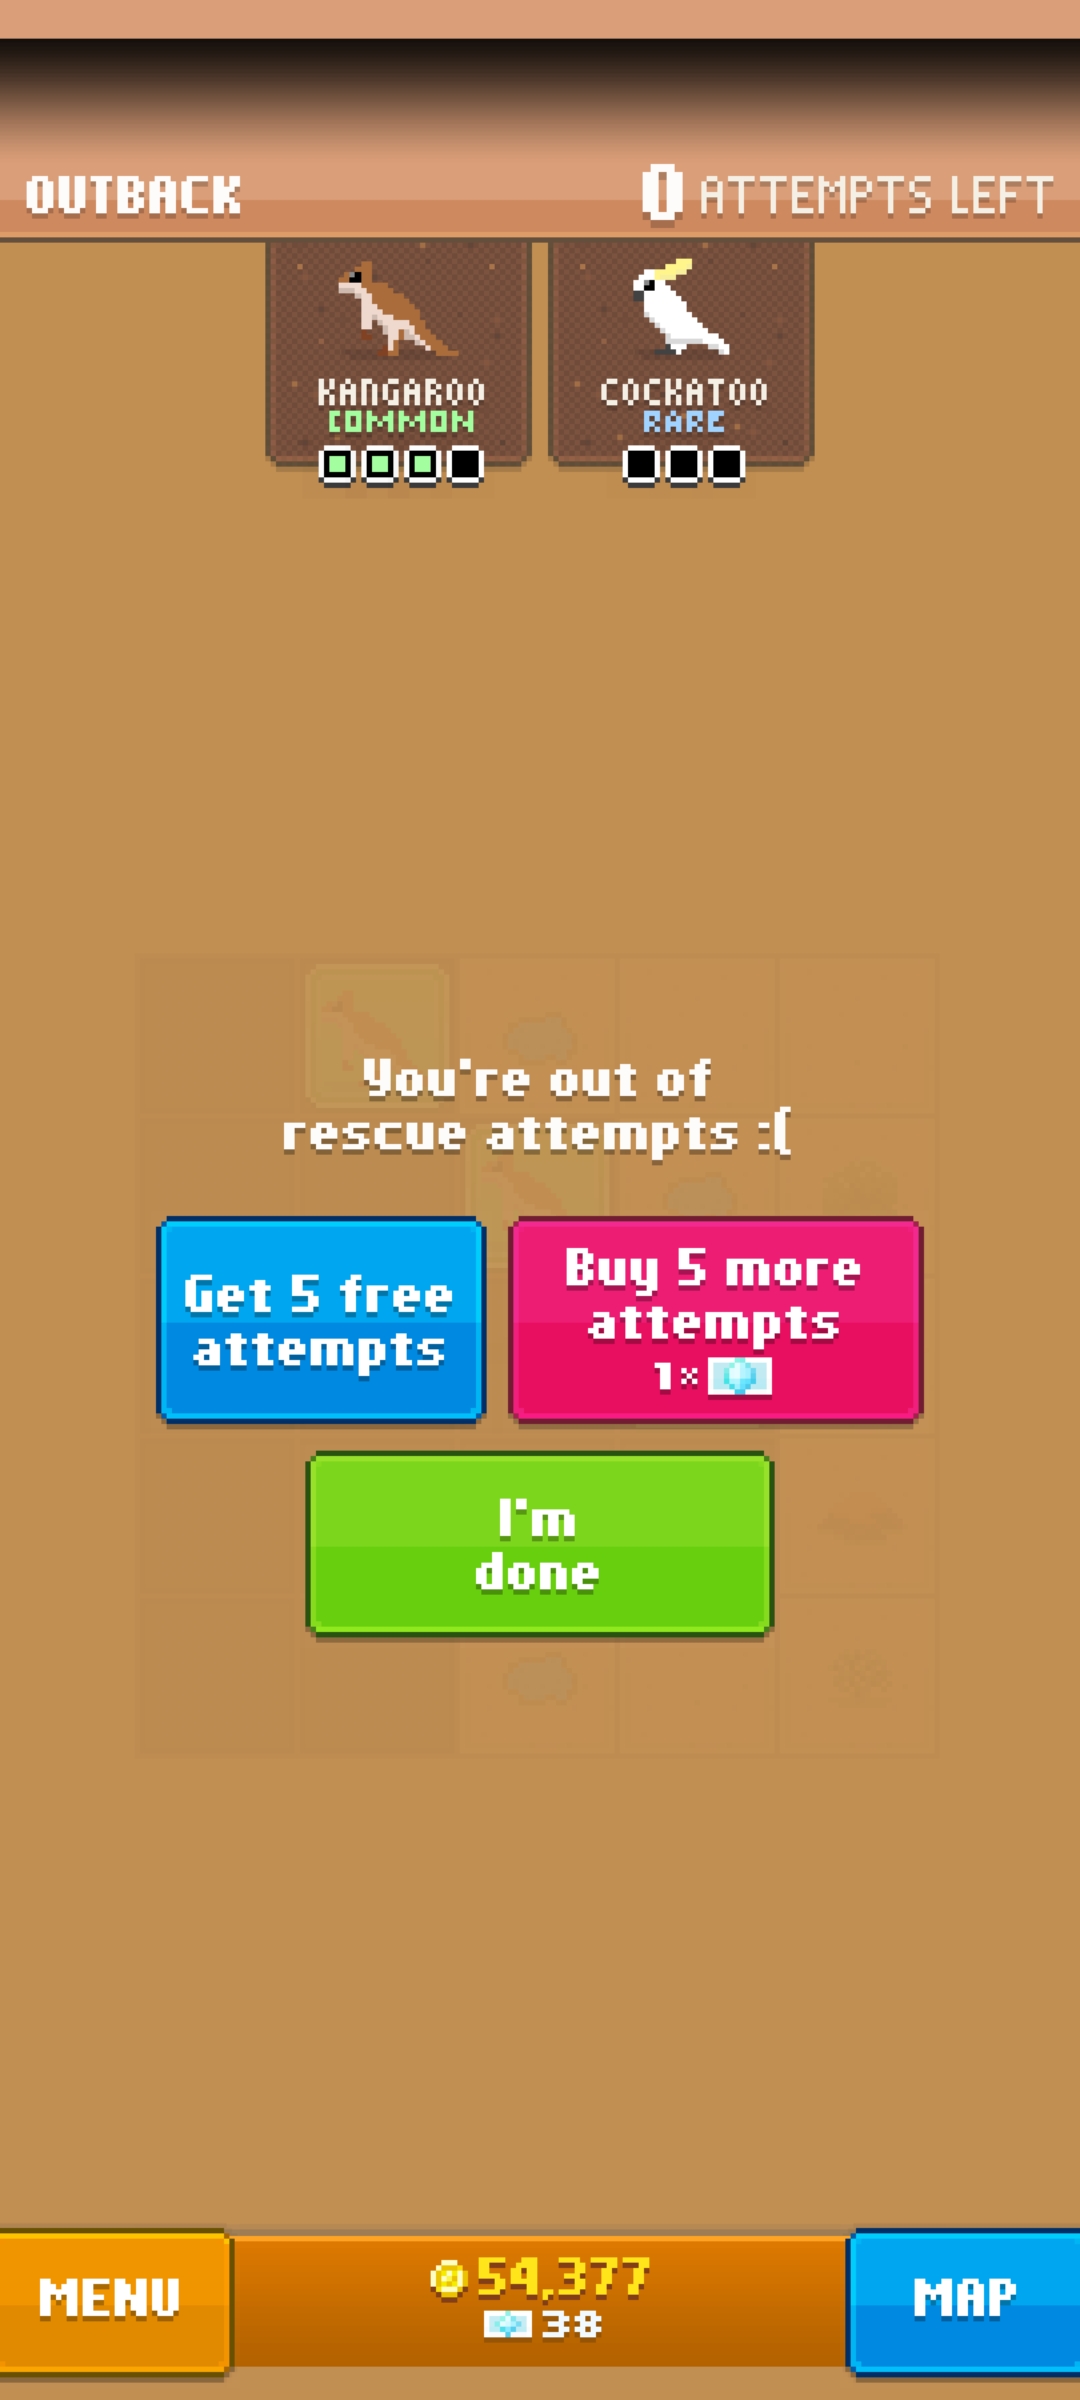 OUTBACK
0 ATTEMPTS LEFT
KANGAROO
COMMON
COCKATOO
RARE
You're out of
rescue attempts :(
Get 5 free
attempts
Buy 5 more
attempts
1×
I'm
done
MENU
54,377
38
MAP